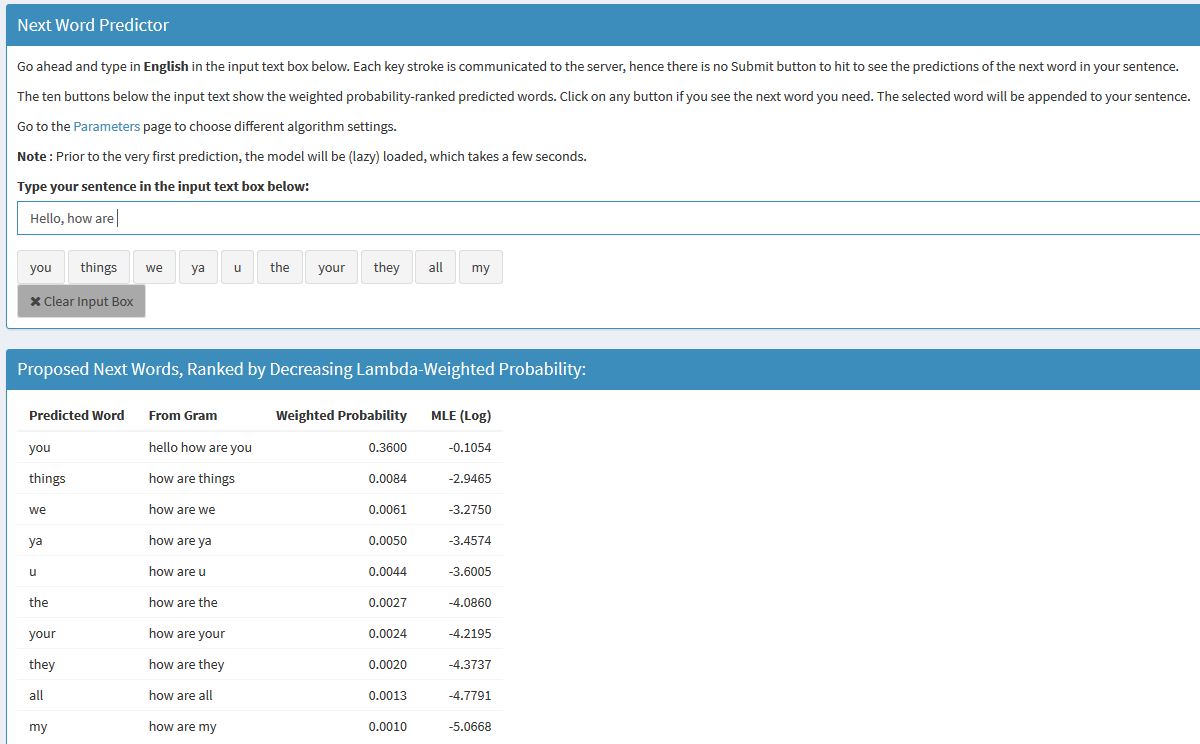 Next Word Predictor
Go ahead and type in English in the input text box below. Each key stroke is communicated to the server, hence there is no Submit button to hit to see the predictions of the next word in your sentence.
The ten buttons below the input text show the weighted probability-ranked predicted words. Click on any button if you see the next word you need. The selected word will be appended to your sentence.
Go to the Parameters page to choose different algorithm settings.
Note : Prior to the very first prediction, the model will be (lazy) loaded, which takes a few seconds.
Type your sentence in the input text box below:
Hello, how are
you things we ya u the your they all my
✖ Clear Input Box
Proposed Next Words, Ranked by Decreasing Lambda-Weighted Probability:
Predicted Word From Gram Weighted Probability MLE (Log)
you hello how are you 0.3600 -0.1054
things how are things 0.0084 -2.9465
we how are we 0.0061 -3.2750
ya how are ya 0.0050 -3.4574
u how are u 0.0044 -3.6005
the how are the 0.0027 -4.0860
your how are your 0.0024 -4.2195
they how are they 0.0020 -4.3737
all how are all 0.0013 -4.7791
my how are my 0.0010 -5.0668